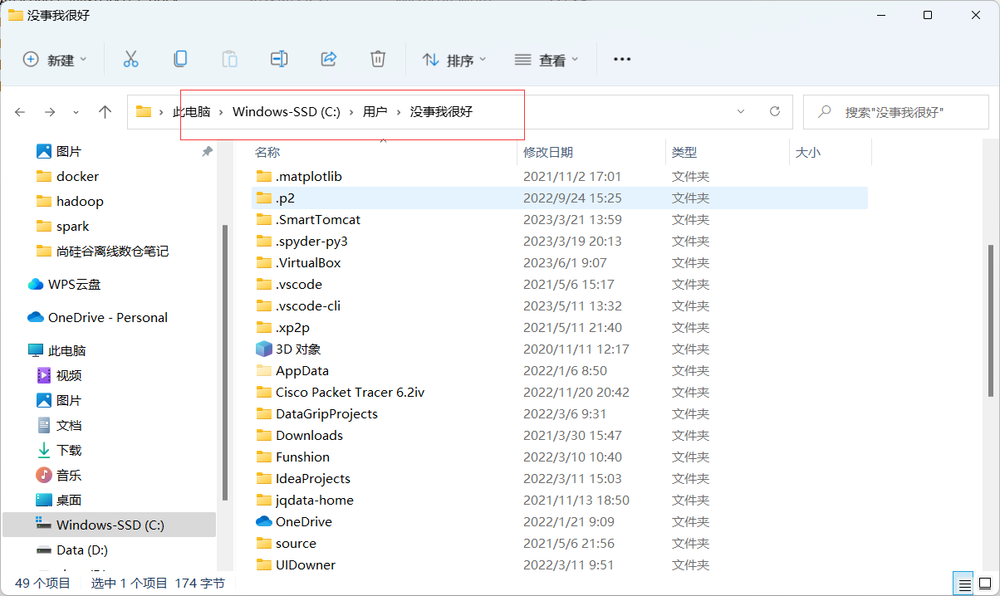 没事我很好
新建 排序 查看
此电脑 › Windows-SSD (C:) › 用户 › 没事我很好
搜索"没事我很好"
图片
docker
hadoop
spark
尚硅谷离线数仓笔记
WPS云盘
OneDrive - Personal
此电脑
视频
图片
文档
下载
音乐
桌面
Windows-SSD (C:)
Data (D:)
名称 修改日期 类型 大小
.matplotlib 2021/11/2 17:01 文件夹
.p2 2022/9/24 15:25 文件夹
.SmartTomcat 2023/3/21 13:59 文件夹
.spyder-py3 2023/3/19 20:13 文件夹
.VirtualBox 2023/6/1 9:07 文件夹
.vscode 2021/5/6 15:17 文件夹
.vscode-cli 2023/5/11 13:32 文件夹
.xp2p 2021/5/11 21:40 文件夹
3D 对象 2020/11/11 12:17 文件夹
AppData 2022/1/6 8:50 文件夹
Cisco Packet Tracer 6.2iv 2022/11/20 20:42 文件夹
DataGripProjects 2022/3/6 9:31 文件夹
Downloads 2021/3/30 15:47 文件夹
Funshion 2022/3/10 10:40 文件夹
IdeaProjects 2022/3/11 15:03 文件夹
jqdata-home 2021/11/13 18:50 文件夹
OneDrive 2022/1/21 9:09 文件夹
source 2021/5/6 21:56 文件夹
UIDowner 2022/3/11 9:51 文件夹
49 个项目 选中 1 个项目 174 字节